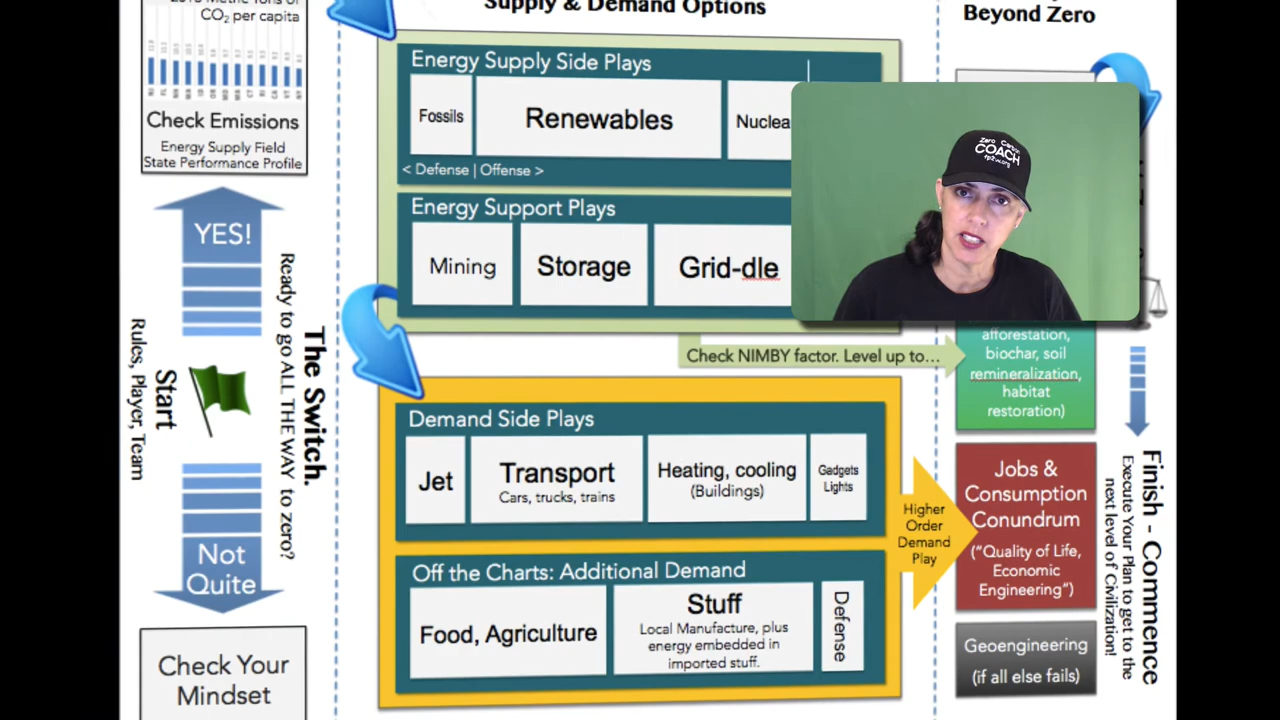 CO2 per capita
Check Emissions
Energy Supply Field
State Performance Profile
YES!
Ready to go ALL THE WAY to zero?
The Switch.
Start
Rules, Player, Team
Not
Quite
Check Your
Mindset
Supply & Demand Options
Energy Supply Side Plays
Fossils
Renewables
Nuclea
< Defense | Offense >
Energy Support Plays
Mining
Storage
Grid-dle
Check NIMBY factor. Level up to…
Demand Side Plays
Jet
Transport
Cars, trucks, trains
Heating, cooling
(Buildings)
Gadgets
Lights
Off the Charts: Additional Demand
Food, Agriculture
Stuff
Local Manufacture, plus
energy embedded in
imported stuff.
Defense
Higher
Order
Demand
Play
Beyond Zero
Zero Carbon
COACH
afforestation,
biochar, soil
remineralization,
habitat
restoration)
Jobs &
Consumption
Conundrum
("Quality of Life,
Economic
Engineering")
Geoengineering
(if all else fails)
Finish - Commence
Execute Your Plan to get to the
next level of Civilization!